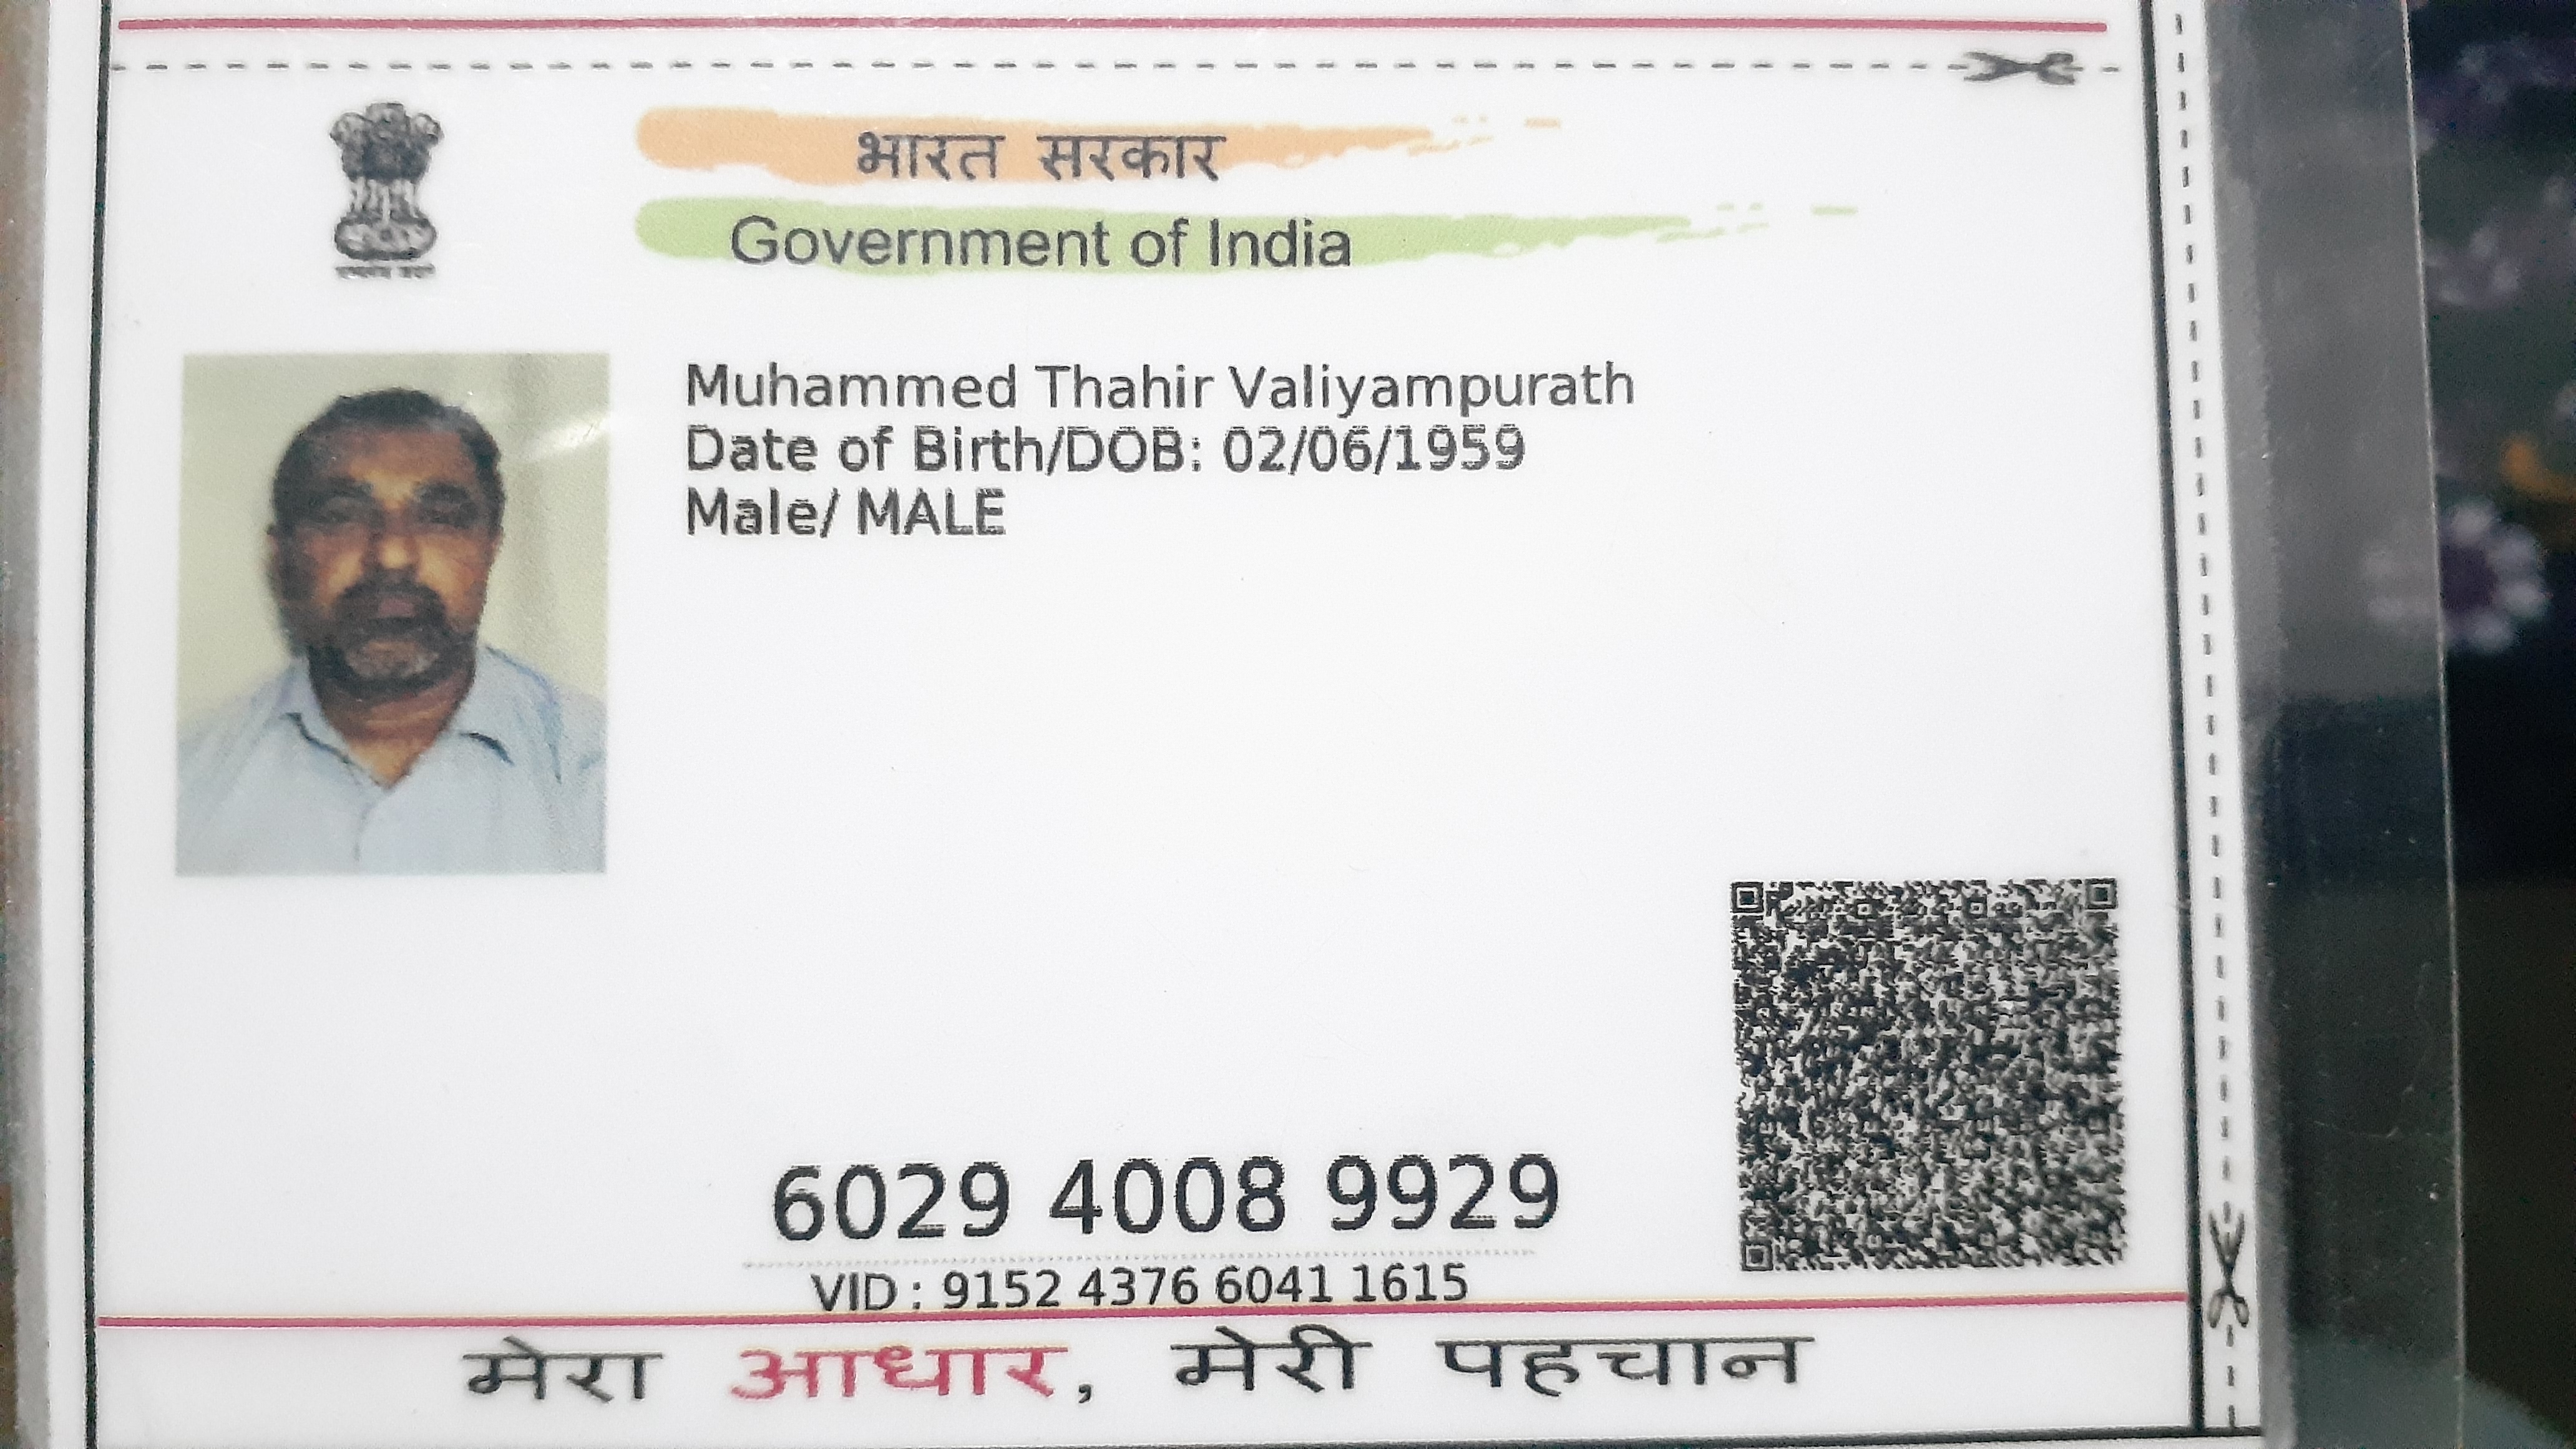 भारत सरकार
Government of India
Muhammed Thahir Valiyampurath
Date of Birth/DOB: 02/06/1959
Male/ MALE
6029 4008 9929
VID : 9152 4376 6041 1615
मेरा आधार, मेरी पहचान